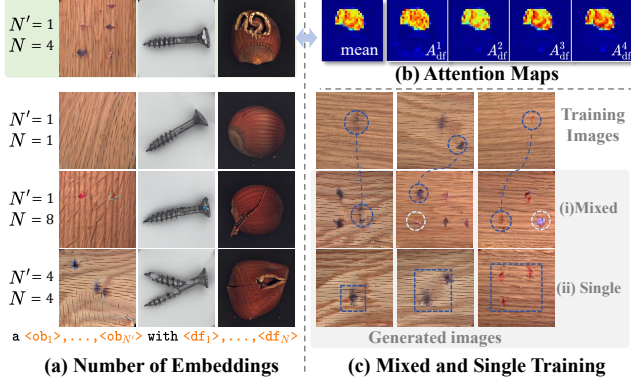 N′ = 1
N = 4
mean
A¹df
A²df
A³df
A⁴df
(b) Attention Maps
N′ = 1
N = 1
N′ = 1
N = 8
N′ = 4
N = 4
a <ob₁>,...,<obN′> with <df₁>,...,<dfN>
(a) Number of Embeddings
Training
Images
(i)Mixed
(ii) Single
Generated images
(c) Mixed and Single Training